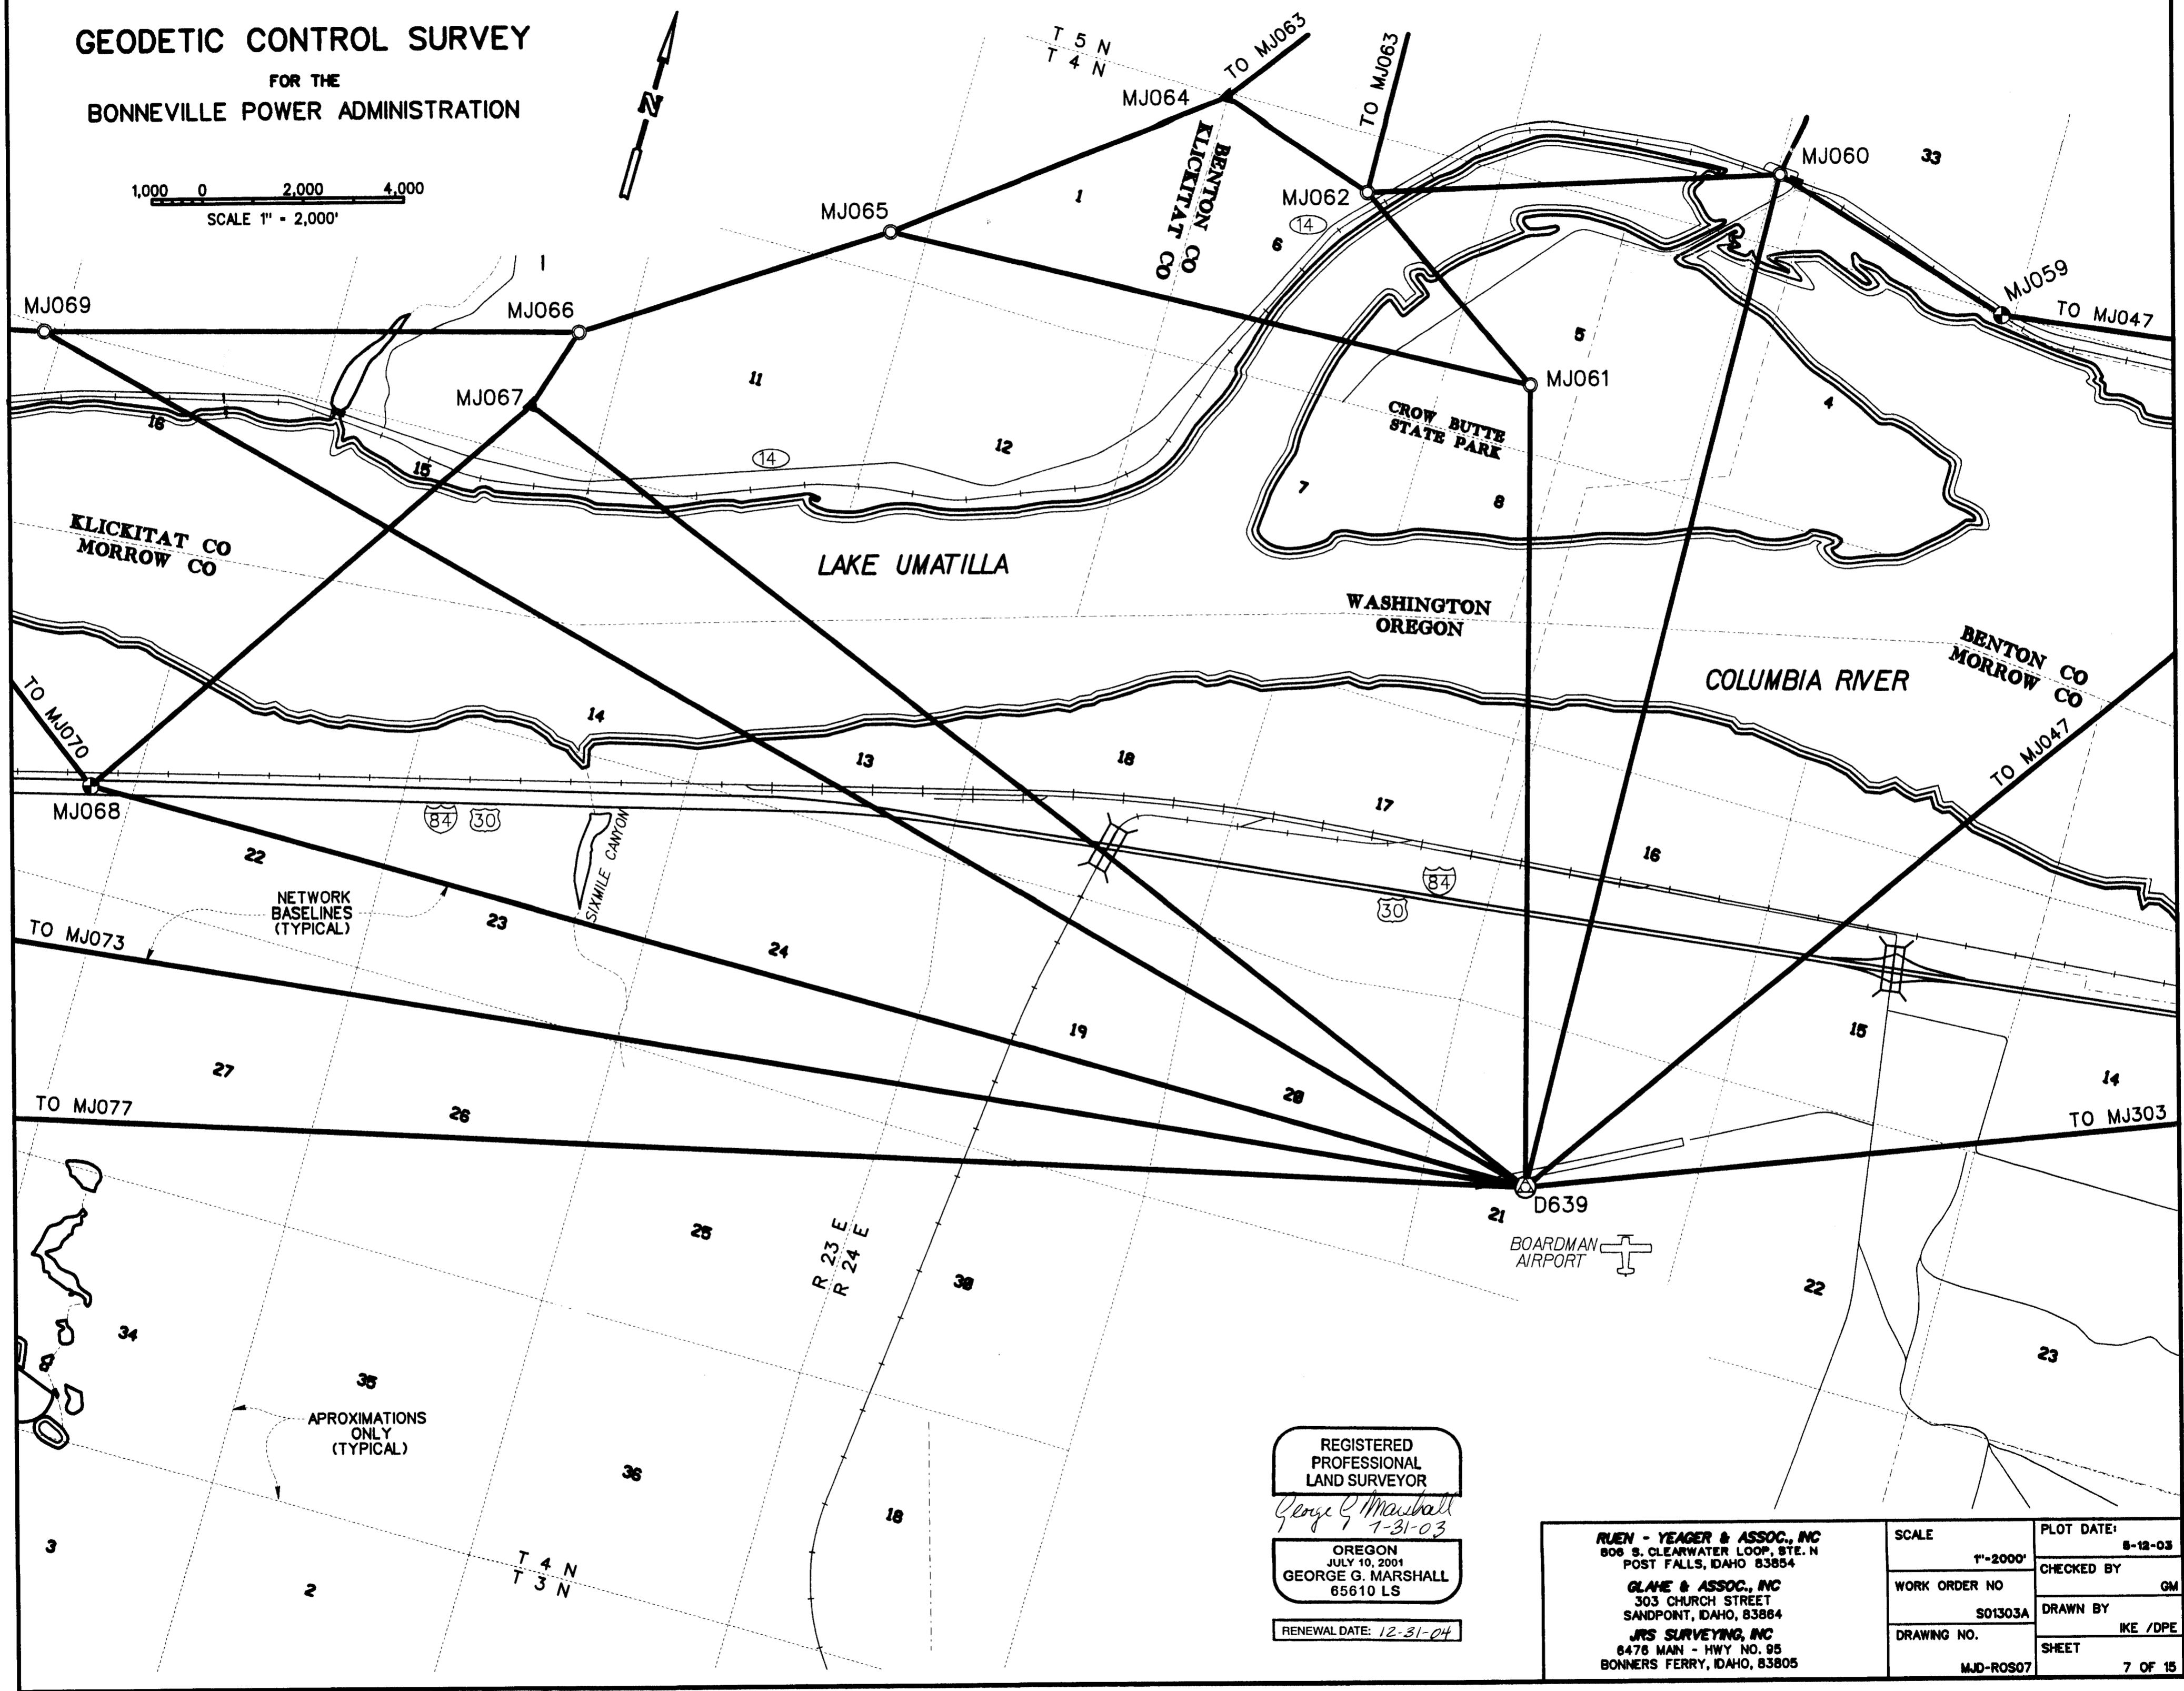 GEODETIC CONTROL SURVEY
FOR THE
BONNEVILLE POWER ADMINISTRATION
1,000 0 2,000 4,000
SCALE 1" = 2,000'
N
T 5 N
T 4 N
TO MJ063
TO MJ063
MJ064
MJ060
33
MJ062
14
BENTON CO
KLICKITAT CO
1
6
MJ065
MJ059
TO MJ047
MJ069
MJ066
5
MJ061
11
MJ067
4
CROW BUTTE
STATE PARK
16
12
14
15
7
8
KLICKITAT CO
MORROW CO
LAKE UMATILLA
WASHINGTON
OREGON
BENTON CO
MORROW CO
COLUMBIA RIVER
TO MJ070
14
TO MJ047
13
18
MJ068
84
30
17
SIXMILE CANYON
22
16
84
30
NETWORK
BASELINES
(TYPICAL)
23
TO MJ073
24
19
15
27
14
20
TO MJ077
26
TO MJ303
D639
21
25
R 23 E
R 24 E
BOARDMAN
AIRPORT
30
22
34
23
35
APROXIMATIONS
ONLY
(TYPICAL)
36
18
3
T 4 N
T 3 N
2
REGISTERED
PROFESSIONAL
LAND SURVEYOR
George G Marshall
7-31-03
OREGON
JULY 10, 2001
GEORGE G. MARSHALL
65610 LS
RENEWAL DATE: 12-31-04
RUEN - YEAGER & ASSOC., INC
806 S. CLEARWATER LOOP, STE. N
POST FALLS, IDAHO 83854
GLAHE & ASSOC., INC
303 CHURCH STREET
SANDPOINT, IDAHO, 83864
JRS SURVEYING, INC
6476 MAIN - HWY NO. 95
BONNERS FERRY, IDAHO, 83805
SCALE
1"-2000'
WORK ORDER NO
S01303A
DRAWING NO.
MJD-ROS07
PLOT DATE:
5-12-03
CHECKED BY
GM
DRAWN BY
IKE /DPE
SHEET
7 OF 15